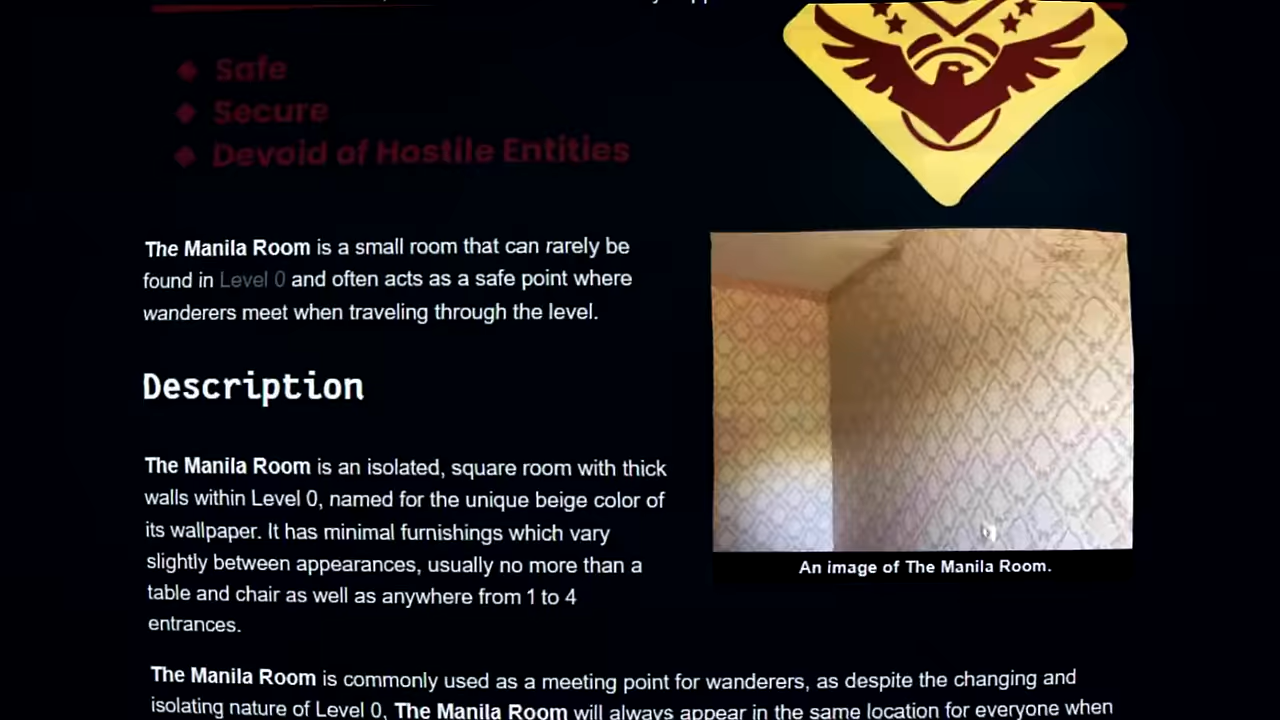 Safe
Secure
Devoid of Hostile Entities
The Manila Room is a small room that can rarely be
found in Level 0 and often acts as a safe point where
wanderers meet when traveling through the level.
Description
The Manila Room is an isolated, square room with thick
walls within Level 0, named for the unique beige color of
its wallpaper. It has minimal furnishings which vary
slightly between appearances, usually no more than a
table and chair as well as anywhere from 1 to 4
entrances.
An image of The Manila Room.
The Manila Room is commonly used as a meeting point for wanderers, as despite the changing and
isolating nature of Level 0, The Manila Room will always appear in the same location for everyone when